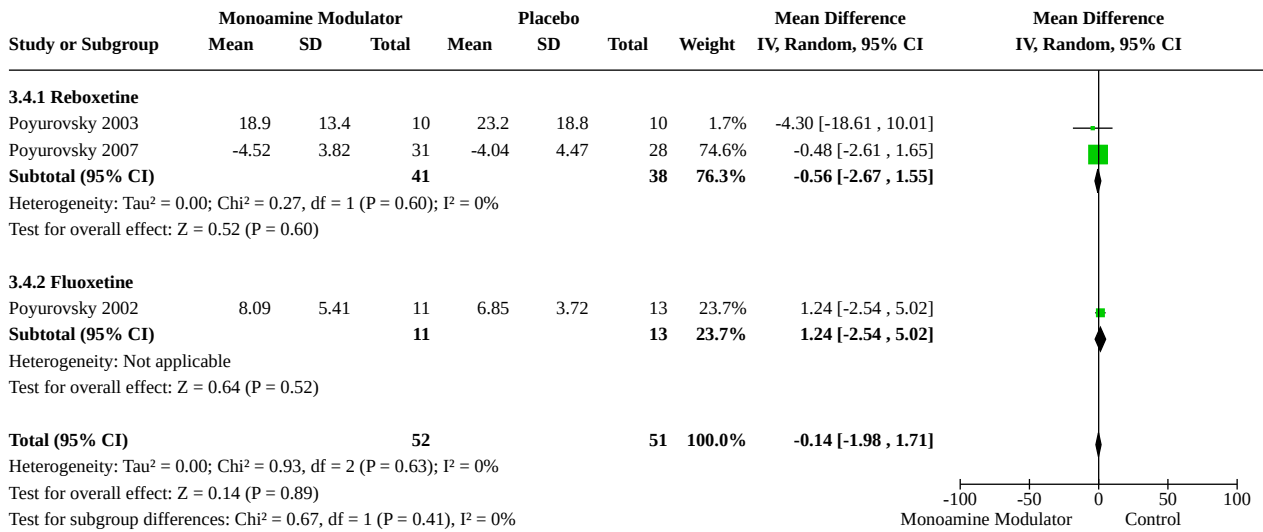 Monoamine Modulator Placebo Mean Difference Mean Difference
Study or Subgroup Mean SD Total Mean SD Total Weight IV, Random, 95% CI IV, Random, 95% CI
3.4.1 Reboxetine
Poyurovsky 2003 18.9 13.4 10 23.2 18.8 10 1.7% -4.30 [-18.61 , 10.01]
Poyurovsky 2007 -4.52 3.82 31 -4.04 4.47 28 74.6% -0.48 [-2.61 , 1.65]
Subtotal (95% CI) 41 38 76.3% -0.56 [-2.67 , 1.55]
Heterogeneity: Tau² = 0.00; Chi² = 0.27, df = 1 (P = 0.60); I² = 0%
Test for overall effect: Z = 0.52 (P = 0.60)
3.4.2 Fluoxetine
Poyurovsky 2002 8.09 5.41 11 6.85 3.72 13 23.7% 1.24 [-2.54 , 5.02]
Subtotal (95% CI) 11 13 23.7% 1.24 [-2.54 , 5.02]
Heterogeneity: Not applicable
Test for overall effect: Z = 0.64 (P = 0.52)
Total (95% CI) 52 51 100.0% -0.14 [-1.98 , 1.71]
Heterogeneity: Tau² = 0.00; Chi² = 0.93, df = 2 (P = 0.63); I² = 0%
Test for overall effect: Z = 0.14 (P = 0.89)
-100 -50 0 50 100
Test for subgroup differences: Chi² = 0.67, df = 1 (P = 0.41), I² = 0%
Monoamine Modulator Control